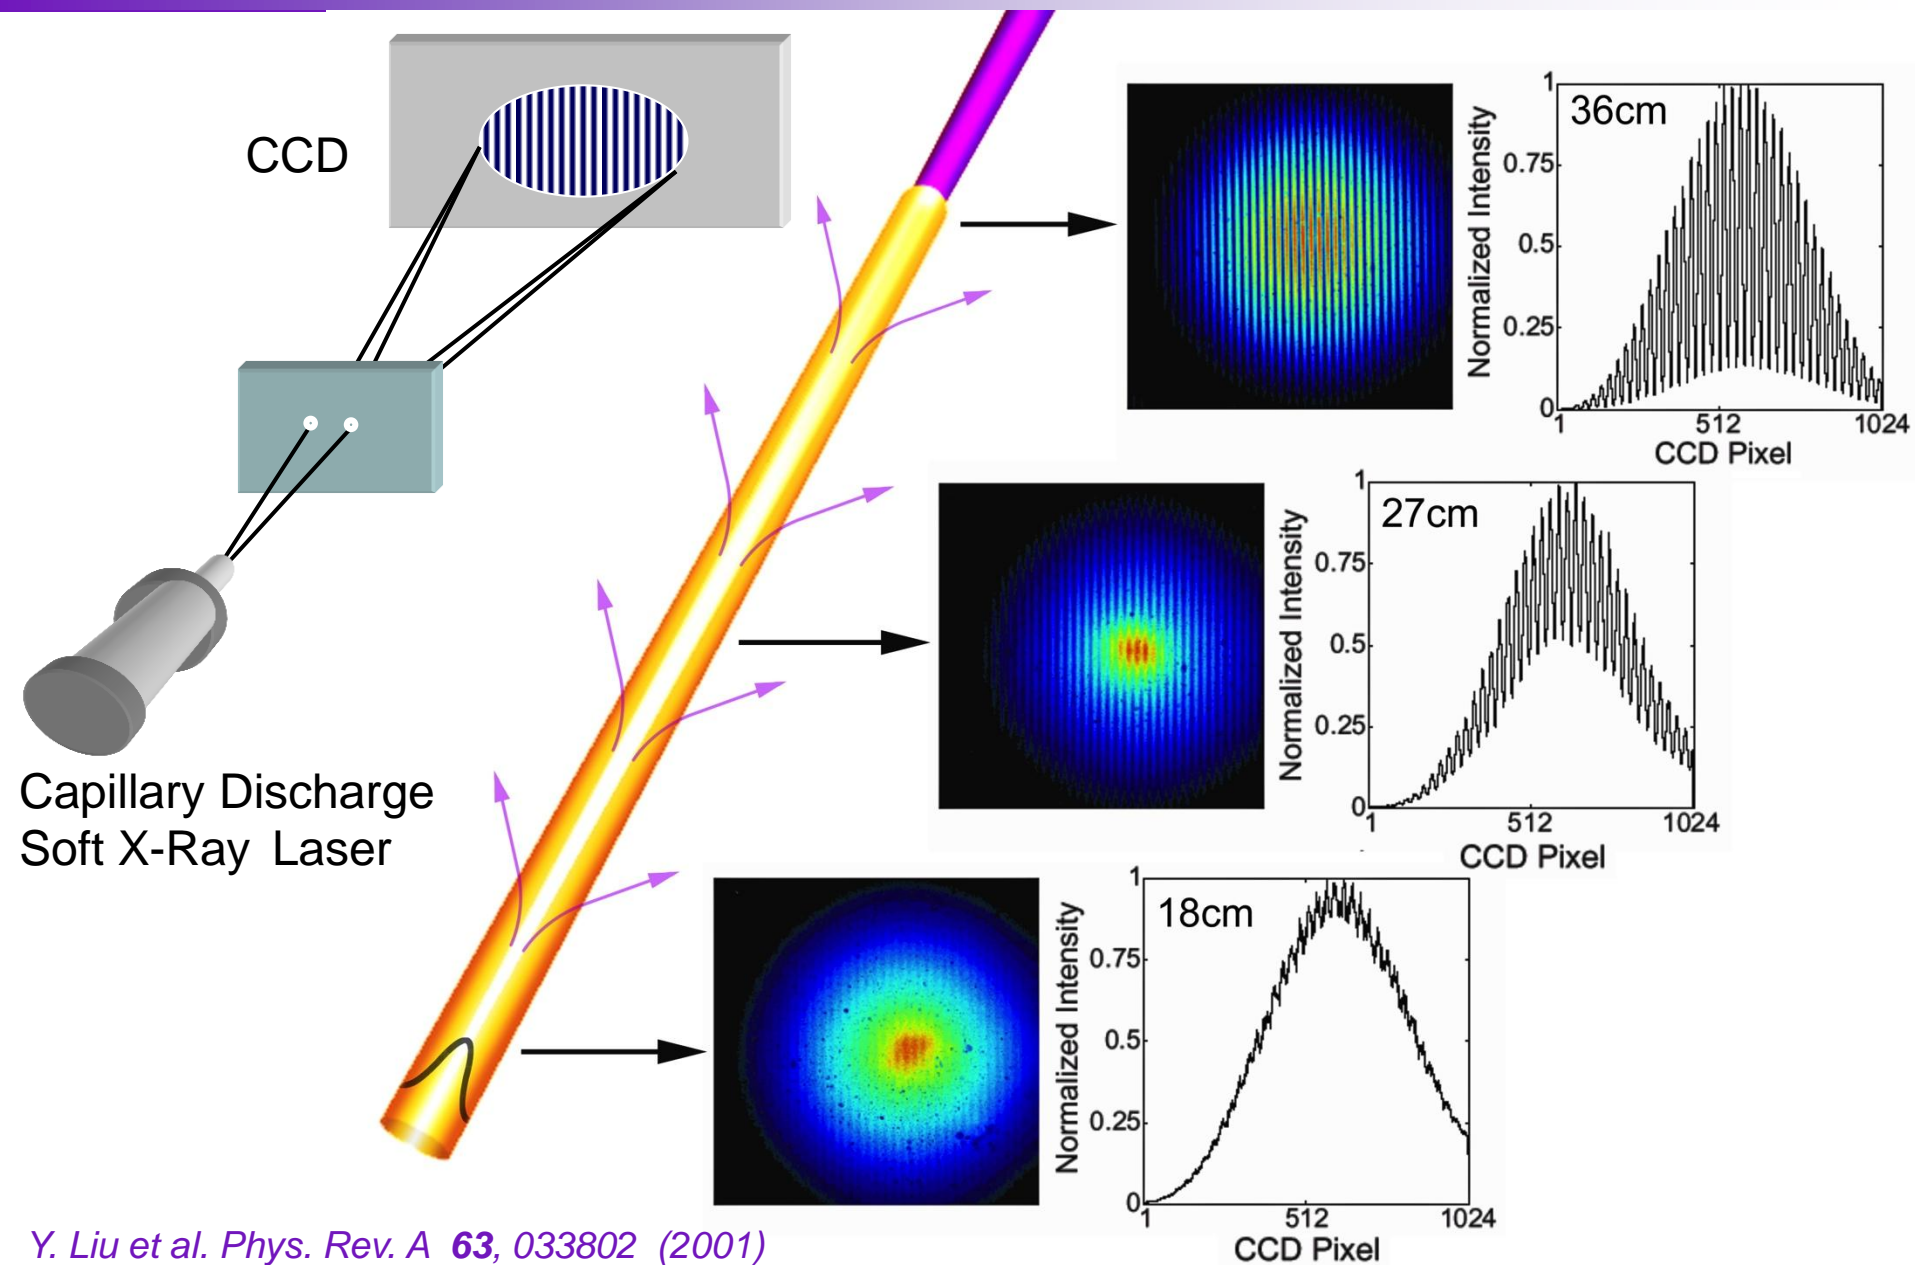 CCD
Capillary Discharge
Soft X-Ray Laser
36cm
Normalized Intensity
1
0.75
0.5
0.25
0
1
512
1024
CCD Pixel
27cm
Normalized Intensity
1
0.75
0.5
0.25
0
1
512
1024
CCD Pixel
18cm
Normalized Intensity
1
0.75
0.5
0.25
0
1
512
1024
CCD Pixel
Y. Liu et al. Phys. Rev. A 63, 033802 (2001)